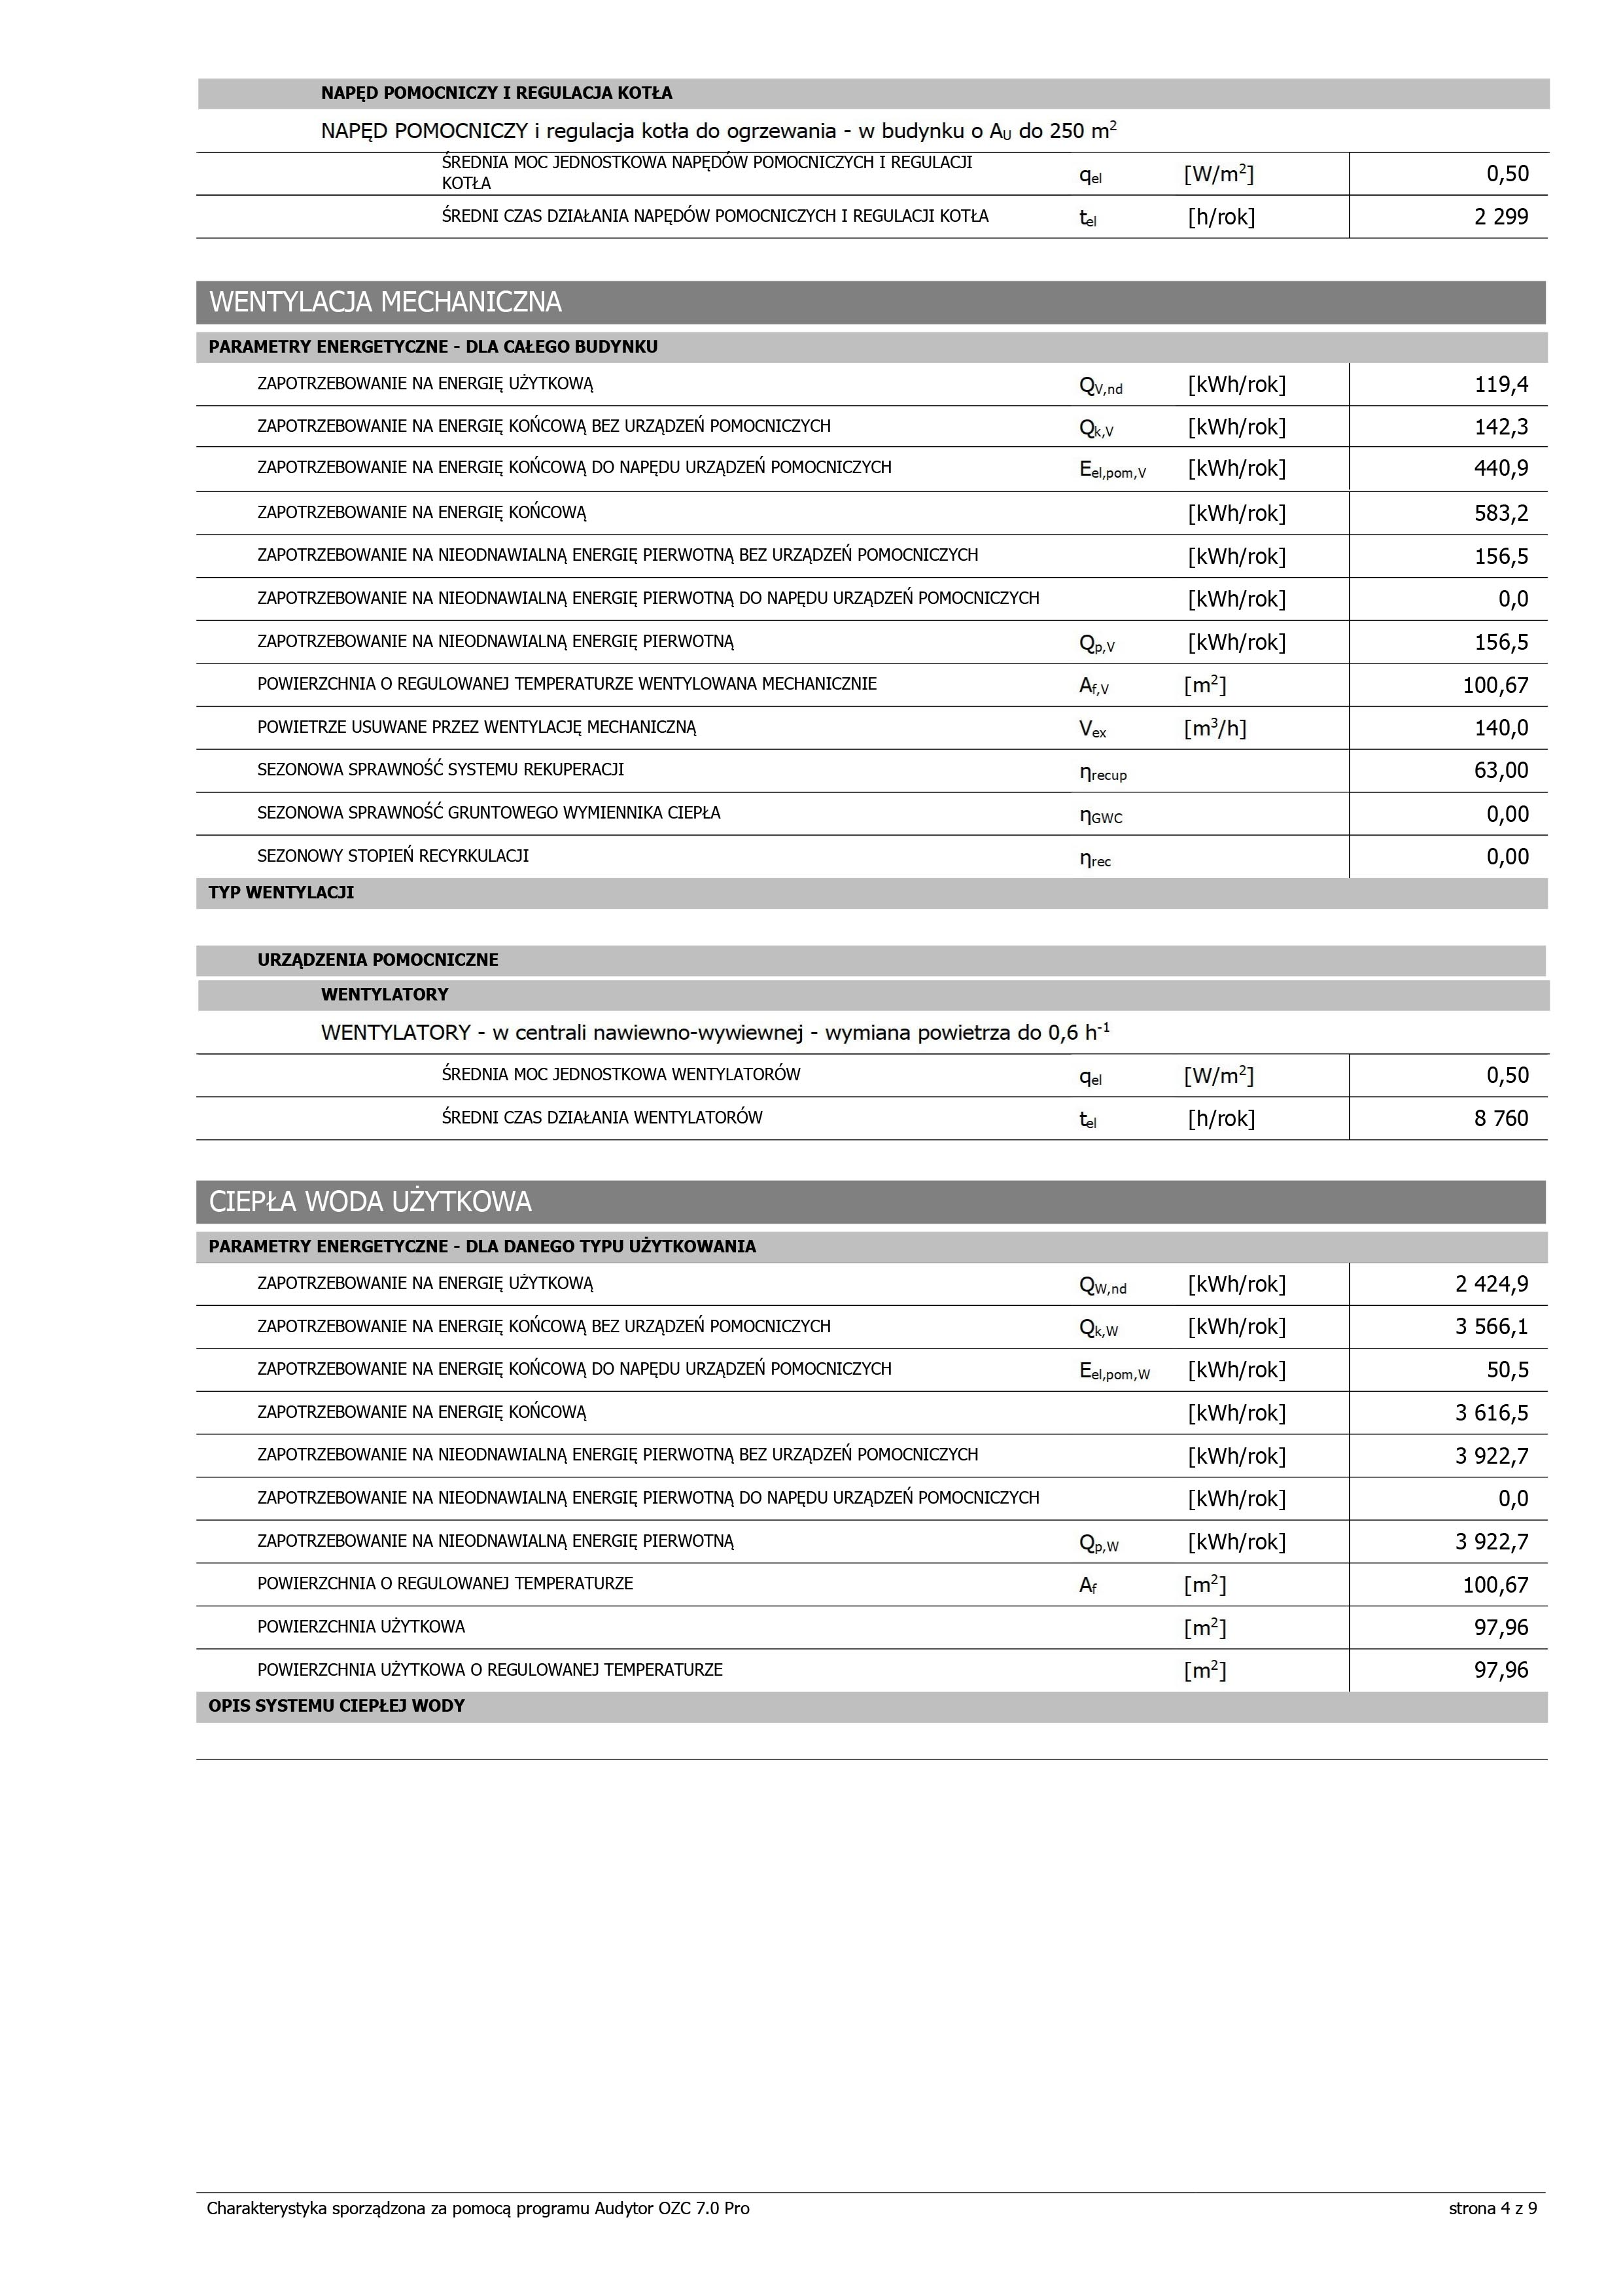 NAPĘD POMOCNICZY I REGULACJA KOTŁA
NAPĘD POMOCNICZY i regulacja kotła do ogrzewania - w budynku o AU do 250 m2
ŚREDNIA MOC JEDNOSTKOWA NAPĘDÓW POMOCNICZYCH I REGULACJI
KOTŁA qel [W/m2] 0,50
ŚREDNI CZAS DZIAŁANIA NAPĘDÓW POMOCNICZYCH I REGULACJI KOTŁA tel [h/rok] 2 299
WENTYLACJA MECHANICZNA
PARAMETRY ENERGETYCZNE - DLA CAŁEGO BUDYNKU
ZAPOTRZEBOWANIE NA ENERGIĘ UŻYTKOWĄ QV,nd [kWh/rok] 119,4
ZAPOTRZEBOWANIE NA ENERGIĘ KOŃCOWĄ BEZ URZĄDZEŃ POMOCNICZYCH Qk,V [kWh/rok] 142,3
ZAPOTRZEBOWANIE NA ENERGIĘ KOŃCOWĄ DO NAPĘDU URZĄDZEŃ POMOCNICZYCH Eel,pom,V [kWh/rok] 440,9
ZAPOTRZEBOWANIE NA ENERGIĘ KOŃCOWĄ [kWh/rok] 583,2
ZAPOTRZEBOWANIE NA NIEODNAWIALNĄ ENERGIĘ PIERWOTNĄ BEZ URZĄDZEŃ POMOCNICZYCH [kWh/rok] 156,5
ZAPOTRZEBOWANIE NA NIEODNAWIALNĄ ENERGIĘ PIERWOTNĄ DO NAPĘDU URZĄDZEŃ POMOCNICZYCH [kWh/rok] 0,0
ZAPOTRZEBOWANIE NA NIEODNAWIALNĄ ENERGIĘ PIERWOTNĄ Qp,V [kWh/rok] 156,5
POWIERZCHNIA O REGULOWANEJ TEMPERATURZE WENTYLOWANA MECHANICZNIE Af,V [m2] 100,67
POWIETRZE USUWANE PRZEZ WENTYLACJĘ MECHANICZNĄ Vex [m3/h] 140,0
SEZONOWA SPRAWNOŚĆ SYSTEMU REKUPERACJI ηrecup 63,00
SEZONOWA SPRAWNOŚĆ GRUNTOWEGO WYMIENNIKA CIEPŁA ηGWC 0,00
SEZONOWY STOPIEŃ RECYRKULACJI ηrec 0,00
TYP WENTYLACJI
URZĄDZENIA POMOCNICZNE
WENTYLATORY
WENTYLATORY - w centrali nawiewno-wywiewnej - wymiana powietrza do 0,6 h-1
ŚREDNIA MOC JEDNOSTKOWA WENTYLATORÓW qel [W/m2] 0,50
ŚREDNI CZAS DZIAŁANIA WENTYLATORÓW tel [h/rok] 8 760
CIEPŁA WODA UŻYTKOWA
PARAMETRY ENERGETYCZNE - DLA DANEGO TYPU UŻYTKOWANIA
ZAPOTRZEBOWANIE NA ENERGIĘ UŻYTKOWĄ QW,nd [kWh/rok] 2 424,9
ZAPOTRZEBOWANIE NA ENERGIĘ KOŃCOWĄ BEZ URZĄDZEŃ POMOCNICZYCH Qk,W [kWh/rok] 3 566,1
ZAPOTRZEBOWANIE NA ENERGIĘ KOŃCOWĄ DO NAPĘDU URZĄDZEŃ POMOCNICZYCH Eel,pom,W [kWh/rok] 50,5
ZAPOTRZEBOWANIE NA ENERGIĘ KOŃCOWĄ [kWh/rok] 3 616,5
ZAPOTRZEBOWANIE NA NIEODNAWIALNĄ ENERGIĘ PIERWOTNĄ BEZ URZĄDZEŃ POMOCNICZYCH [kWh/rok] 3 922,7
ZAPOTRZEBOWANIE NA NIEODNAWIALNĄ ENERGIĘ PIERWOTNĄ DO NAPĘDU URZĄDZEŃ POMOCNICZYCH [kWh/rok] 0,0
ZAPOTRZEBOWANIE NA NIEODNAWIALNĄ ENERGIĘ PIERWOTNĄ Qp,W [kWh/rok] 3 922,7
POWIERZCHNIA O REGULOWANEJ TEMPERATURZE Af [m2] 100,67
POWIERZCHNIA UŻYTKOWA [m2] 97,96
POWIERZCHNIA UŻYTKOWA O REGULOWANEJ TEMPERATURZE [m2] 97,96
OPIS SYSTEMU CIEPŁEJ WODY
Charakterystyka sporządzona za pomocą programu Audytor OZC 7.0 Pro strona 4 z 9